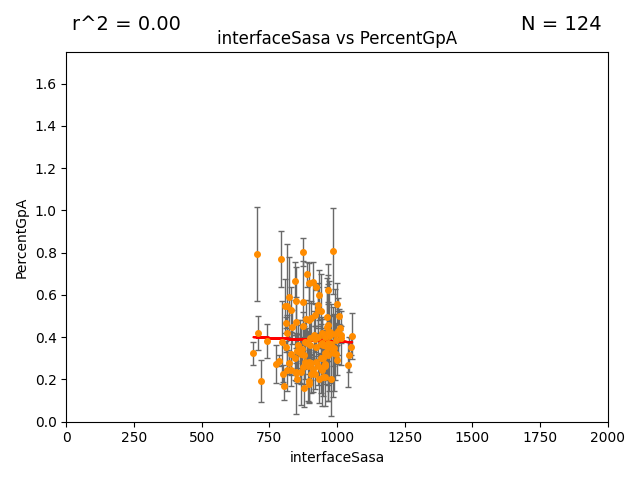 r^2 = 0.00
N = 124
interfaceSasa vs PercentGpA
PercentGpA
1.6
1.4
1.2
1.0
0.8
0.6
0.4
0.2
0.0
0 250 500 750 1000 1250 1500 1750 2000
interfaceSasa